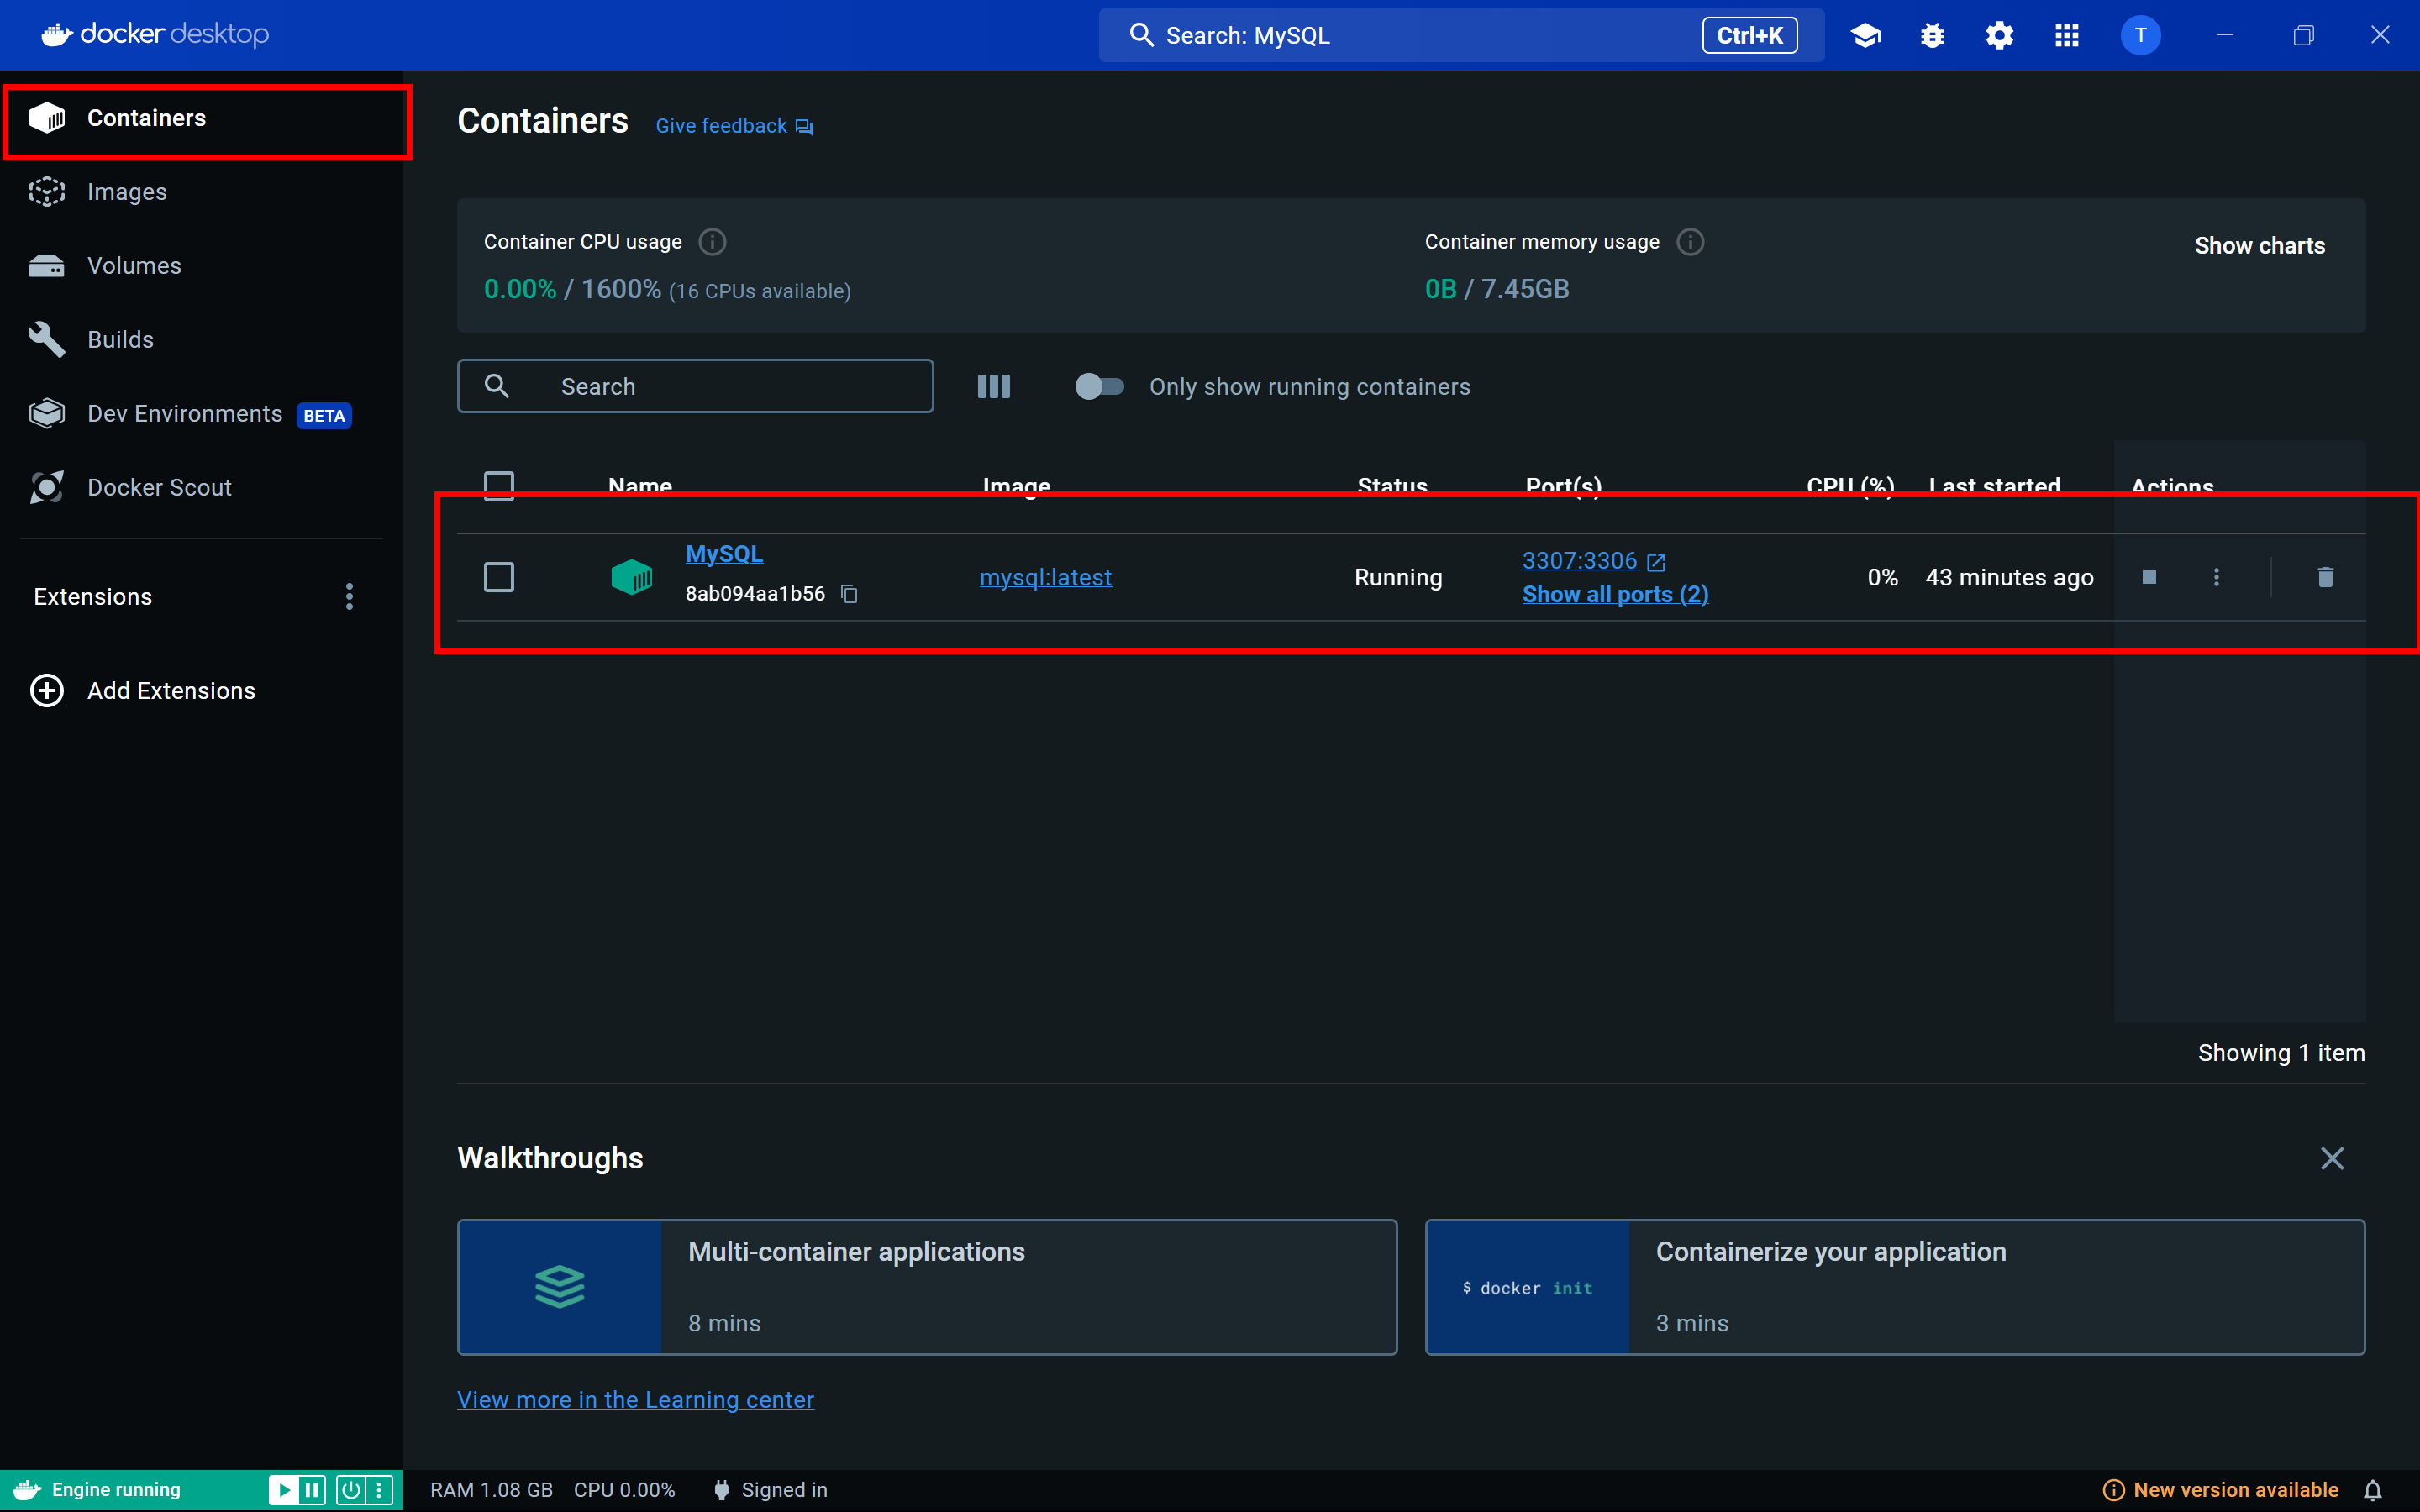 docker desktop
Search: MySQL
Ctrl+K
T
Containers
Images
Volumes
Builds
Dev Environments BETA
Docker Scout
Extensions
Add Extensions
Containers Give feedback
Container CPU usage
0.00% / 1600% (16 CPUs available)
Container memory usage
0B / 7.45GB
Show charts
Search
Only show running containers
Name Image Status Port(s) CPU (%) Last started Actions
MySQL
8ab094aa1b56
mysql:latest
Running
3307:3306
Show all ports (2)
0%
43 minutes ago
Showing 1 item
Walkthroughs
Multi-container applications
8 mins
$ docker init
Containerize your application
3 mins
View more in the Learning center
Engine running
RAM 1.08 GB CPU 0.00% Signed in
New version available